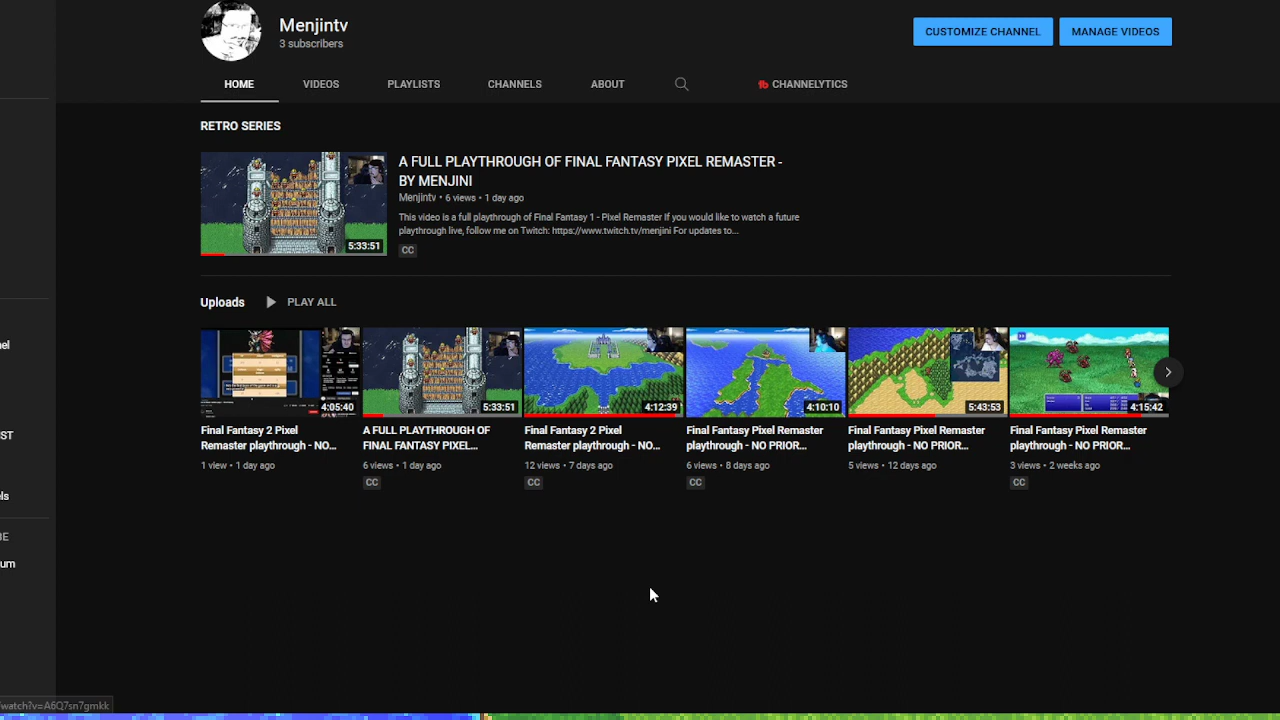 Menjintv
3 subscribers
CUSTOMIZE CHANNEL
MANAGE VIDEOS
HOME
VIDEOS
PLAYLISTS
CHANNELS
ABOUT
CHANNELYTICS
RETRO SERIES
5:33:51
A FULL PLAYTHROUGH OF FINAL FANTASY PIXEL REMASTER -
BY MENJINI
Menjintv • 6 views • 1 day ago
This video is a full playthrough of Final Fantasy 1 - Pixel Remaster If you would like to watch a future
playthrough live, follow me on Twitch: https://www.twitch.tv/menjini For updates to...
CC
Uploads
PLAY ALL
4:05:40
Final Fantasy 2 Pixel
Remaster playthrough - NO...
1 view • 1 day ago
5:33:51
A FULL PLAYTHROUGH OF
FINAL FANTASY PIXEL...
6 views • 1 day ago
CC
4:12:39
Final Fantasy 2 Pixel
Remaster playthrough - NO...
12 views • 7 days ago
CC
4:10:10
Final Fantasy Pixel Remaster
playthrough - NO PRIOR...
6 views • 8 days ago
CC
5:43:53
Final Fantasy Pixel Remaster
playthrough - NO PRIOR...
5 views • 12 days ago
4:15:42
Final Fantasy Pixel Remaster
playthrough - NO PRIOR...
3 views • 2 weeks ago
CC
nel
IST
els
BE
um
/watch?v=A6Q7sn7gmkk